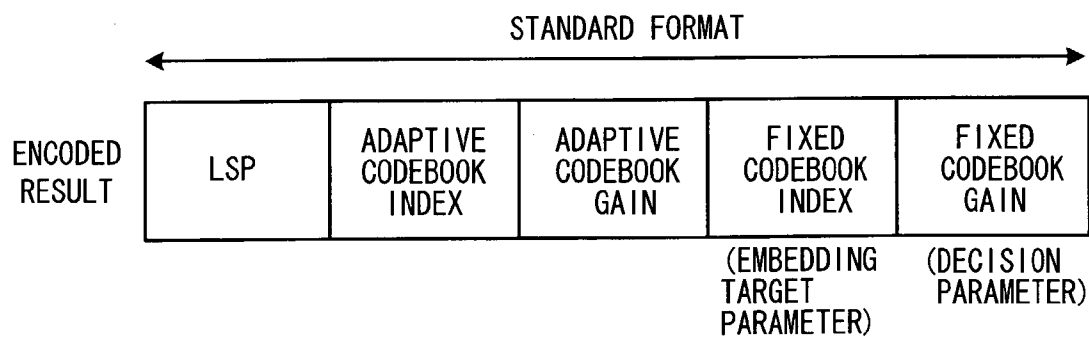 STANDARD FORMAT
ENCODED
RESULT
LSP
ADAPTIVE
CODEBOOK
INDEX
ADAPTIVE
CODEBOOK
GAIN
FIXED
CODEBOOK
INDEX
FIXED
CODEBOOK
GAIN
(EMBEDDING
TARGET
PARAMETER)
(DECISION
PARAMETER)